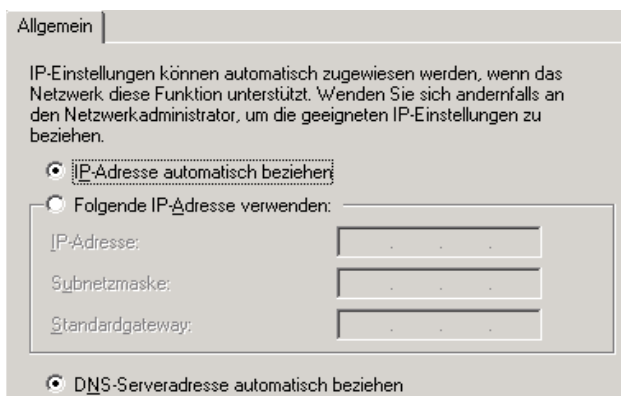 Allgemein
IP-Einstellungen können automatisch zugewiesen werden, wenn das
Netzwerk diese Funktion unterstützt. Wenden Sie sich andernfalls an
den Netzwerkadministrator, um die geeigneten IP-Einstellungen zu
beziehen.
IP-Adresse automatisch beziehen
Folgende IP-Adresse verwenden:
IP-Adresse:
Subnetzmaske:
Standardgateway:
DNS-Serveradresse automatisch beziehen